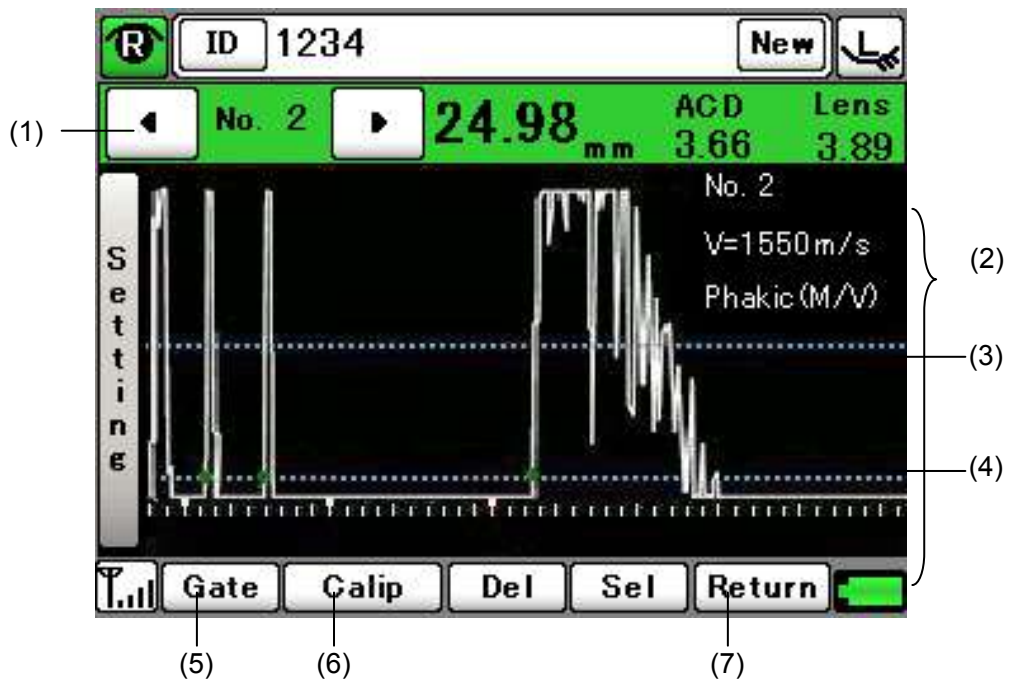 R ID 1234 New L
No. 2 24.98 mm ACD 3.66 Lens 3.89
(1)
No. 2
V=1550m/s
Phakic(M/V)
Setting
(2)
(3)
(4)
Gate Calip Del Sel Return
(5) (6) (7)